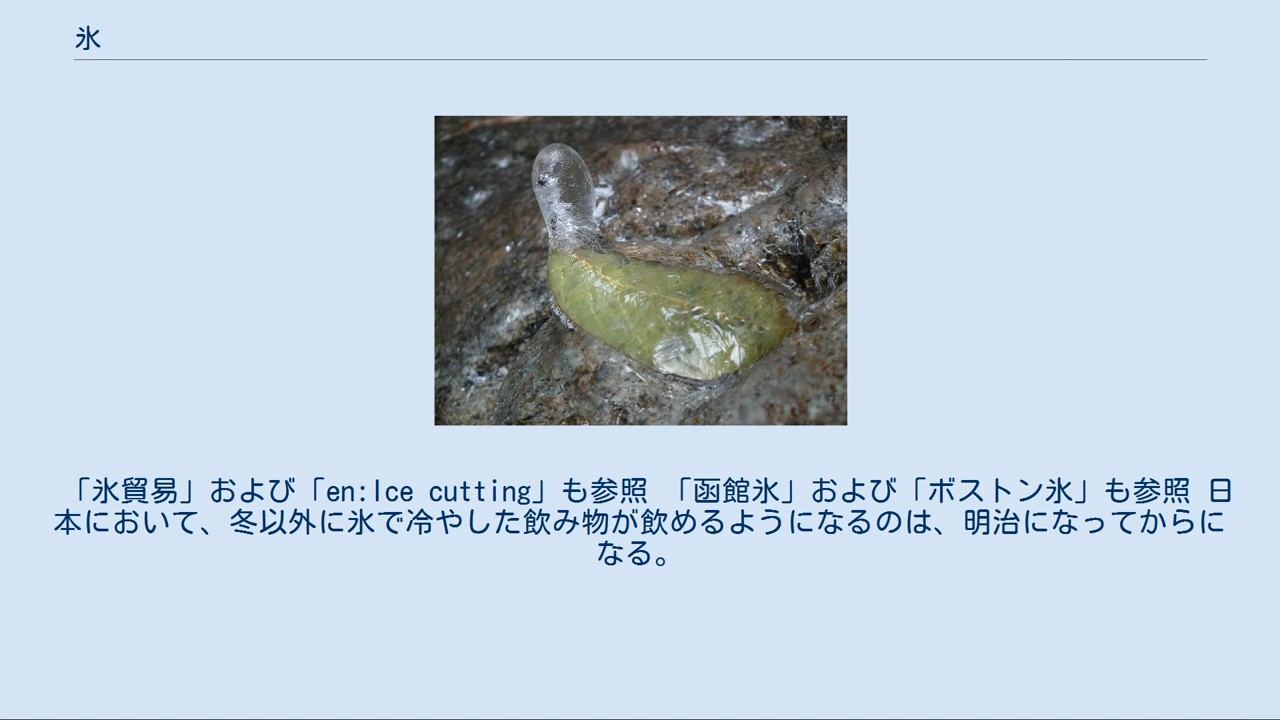 氷
「氷貿易」および「en:Ice cutting」も参照 「函館氷」および「ボストン氷」も参照 日
本において、冬以外に氷で冷やした飲み物が飲めるようになるのは、明治になってからに
なる。